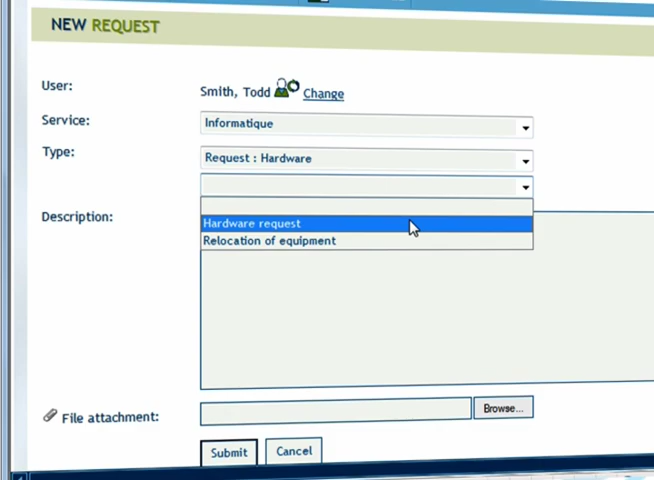 NEW REQUEST
User:
Smith, Todd Change
Service:
Informatique
Type:
Request : Hardware
Hardware request
Relocation of equipment
Description:
File attachment:
Browse...
Submit
Cancel